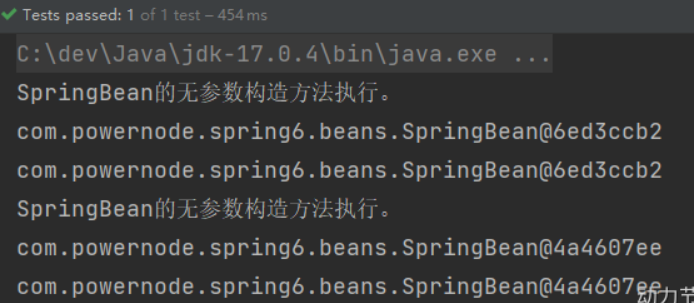 Tests passed: 1 of 1 test – 454 ms
C:\dev\Java\jdk-17.0.4\bin\java.exe ...
SpringBean的无参数构造方法执行。
com.powernode.spring6.beans.SpringBean@6ed3ccb2
com.powernode.spring6.beans.SpringBean@6ed3ccb2
SpringBean的无参数构造方法执行。
com.powernode.spring6.beans.SpringBean@4a4607ee
com.powernode.spring6.beans.SpringBean@4a4607ee
动力节